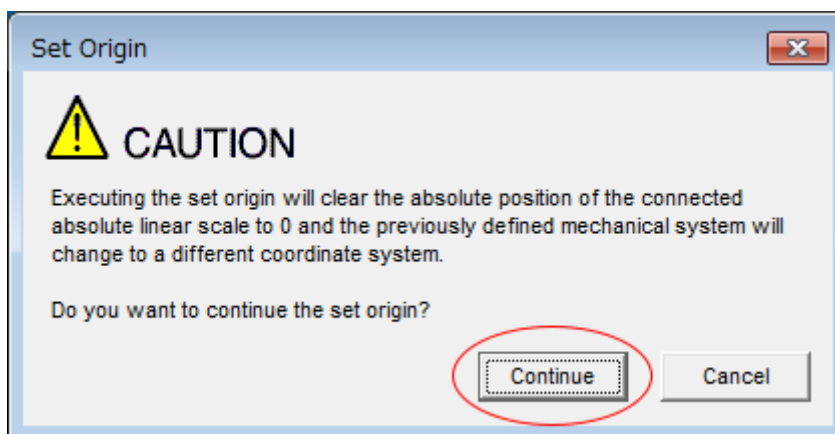 Set Origin
CAUTION
Executing the set origin will clear the absolute position of the connected
absolute linear scale to 0 and the previously defined mechanical system will
change to a different coordinate system.
Do you want to continue the set origin?
Continue
Cancel